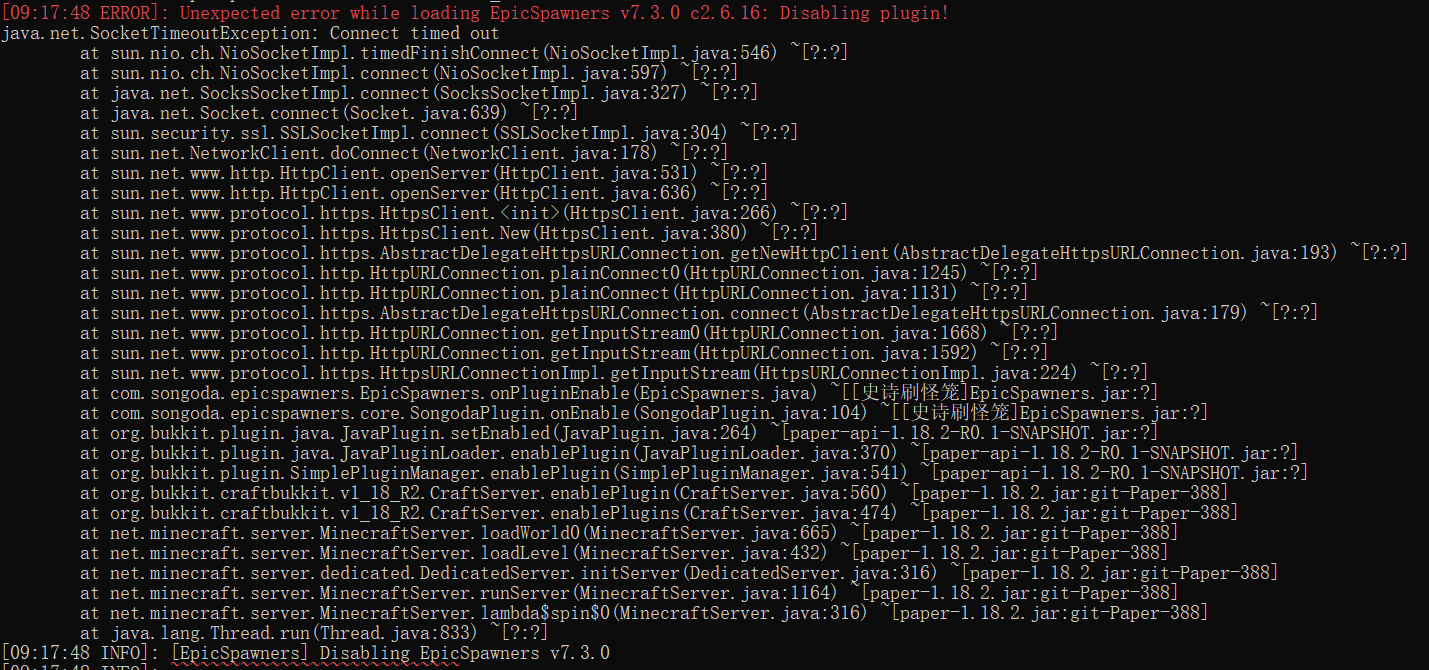 [09:17:48 ERROR]: Unexpected error while loading EpicSpawners v7.3.0 c2.6.16: Disabling plugin!
java.net.SocketTimeoutException: Connect timed out
at sun.nio.ch.NioSocketImpl.timedFinishConnect(NioSocketImpl.java:546) ~[?:?]
at sun.nio.ch.NioSocketImpl.connect(NioSocketImpl.java:597) ~[?:?]
at java.net.SocksSocketImpl.connect(SocksSocketImpl.java:327) ~[?:?]
at java.net.Socket.connect(Socket.java:639) ~[?:?]
at sun.security.ssl.SSLSocketImpl.connect(SSLSocketImpl.java:304) ~[?:?]
at sun.net.NetworkClient.doConnect(NetworkClient.java:178) ~[?:?]
at sun.net.www.http.HttpClient.openServer(HttpClient.java:531) ~[?:?]
at sun.net.www.http.HttpClient.openServer(HttpClient.java:636) ~[?:?]
at sun.net.www.protocol.https.HttpsClient.<init>(HttpsClient.java:266) ~[?:?]
at sun.net.www.protocol.https.HttpsClient.New(HttpsClient.java:380) ~[?:?]
at sun.net.www.protocol.https.AbstractDelegateHttpsURLConnection.getNewHttpClient(AbstractDelegateHttpsURLConnection.java:193) ~[?:?]
at sun.net.www.protocol.http.HttpURLConnection.plainConnect0(HttpURLConnection.java:1245) ~[?:?]
at sun.net.www.protocol.http.HttpURLConnection.plainConnect(HttpURLConnection.java:1131) ~[?:?]
at sun.net.www.protocol.https.AbstractDelegateHttpsURLConnection.connect(AbstractDelegateHttpsURLConnection.java:179) ~[?:?]
at sun.net.www.protocol.http.HttpURLConnection.getInputStream0(HttpURLConnection.java:1668) ~[?:?]
at sun.net.www.protocol.http.HttpURLConnection.getInputStream(HttpURLConnection.java:1592) ~[?:?]
at sun.net.www.protocol.https.HttpsURLConnectionImpl.getInputStream(HttpsURLConnectionImpl.java:224) ~[?:?]
at com.songoda.epicspawners.EpicSpawners.onPluginEnable(EpicSpawners.java) ~[[史诗刷怪笼]EpicSpawners.jar:?]
at com.songoda.epicspawners.core.SongodaPlugin.onEnable(SongodaPlugin.java:104) ~[[史诗刷怪笼]EpicSpawners.jar:?]
at org.bukkit.plugin.java.JavaPlugin.setEnabled(JavaPlugin.java:264) ~[paper-api-1.18.2-R0.1-SNAPSHOT.jar:?]
at org.bukkit.plugin.java.JavaPluginLoader.enablePlugin(JavaPluginLoader.java:370) ~[paper-api-1.18.2-R0.1-SNAPSHOT.jar:?]
at org.bukkit.plugin.SimplePluginManager.enablePlugin(SimplePluginManager.java:541) ~[paper-api-1.18.2-R0.1-SNAPSHOT.jar:?]
at org.bukkit.craftbukkit.v1_18_R2.CraftServer.enablePlugin(CraftServer.java:560) ~[paper-1.18.2.jar:git-Paper-388]
at org.bukkit.craftbukkit.v1_18_R2.CraftServer.enablePlugins(CraftServer.java:474) ~[paper-1.18.2.jar:git-Paper-388]
at net.minecraft.server.MinecraftServer.loadWorld0(MinecraftServer.java:665) ~[paper-1.18.2.jar:git-Paper-388]
at net.minecraft.server.MinecraftServer.loadLevel(MinecraftServer.java:432) ~[paper-1.18.2.jar:git-Paper-388]
at net.minecraft.server.dedicated.DedicatedServer.initServer(DedicatedServer.java:316) ~[paper-1.18.2.jar:git-Paper-388]
at net.minecraft.server.MinecraftServer.runServer(MinecraftServer.java:1164) ~[paper-1.18.2.jar:git-Paper-388]
at net.minecraft.server.MinecraftServer.lambda$spin$0(MinecraftServer.java:316) ~[paper-1.18.2.jar:git-Paper-388]
at java.lang.Thread.run(Thread.java:833) ~[?:?]
[09:17:48 INFO]: [EpicSpawners] Disabling EpicSpawners v7.3.0